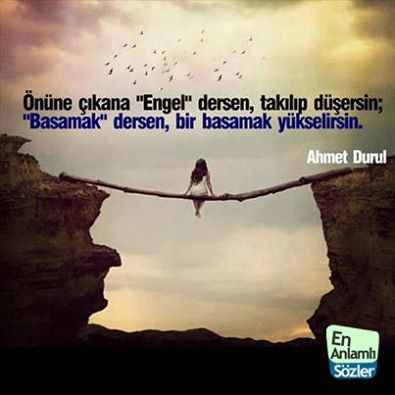 Önüne çıkana "Engel" dersen, takılıp düşersin;
"Basamak" dersen, bir basamak yükselirsin.
Ahmet Durul
En
Anlamlı
Sözler